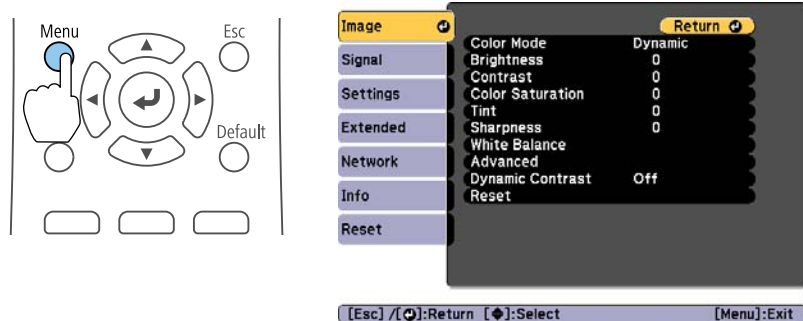 Menu
Esc
Default
Image
Signal
Settings
Extended
Network
Info
Reset
Return
Color Mode Dynamic
Brightness 0
Contrast 0
Color Saturation 0
Tint 0
Sharpness 0
White Balance
Advanced
Dynamic Contrast Off
Reset
[Esc] /[⏎]:Return [◆]:Select [Menu]:Exit